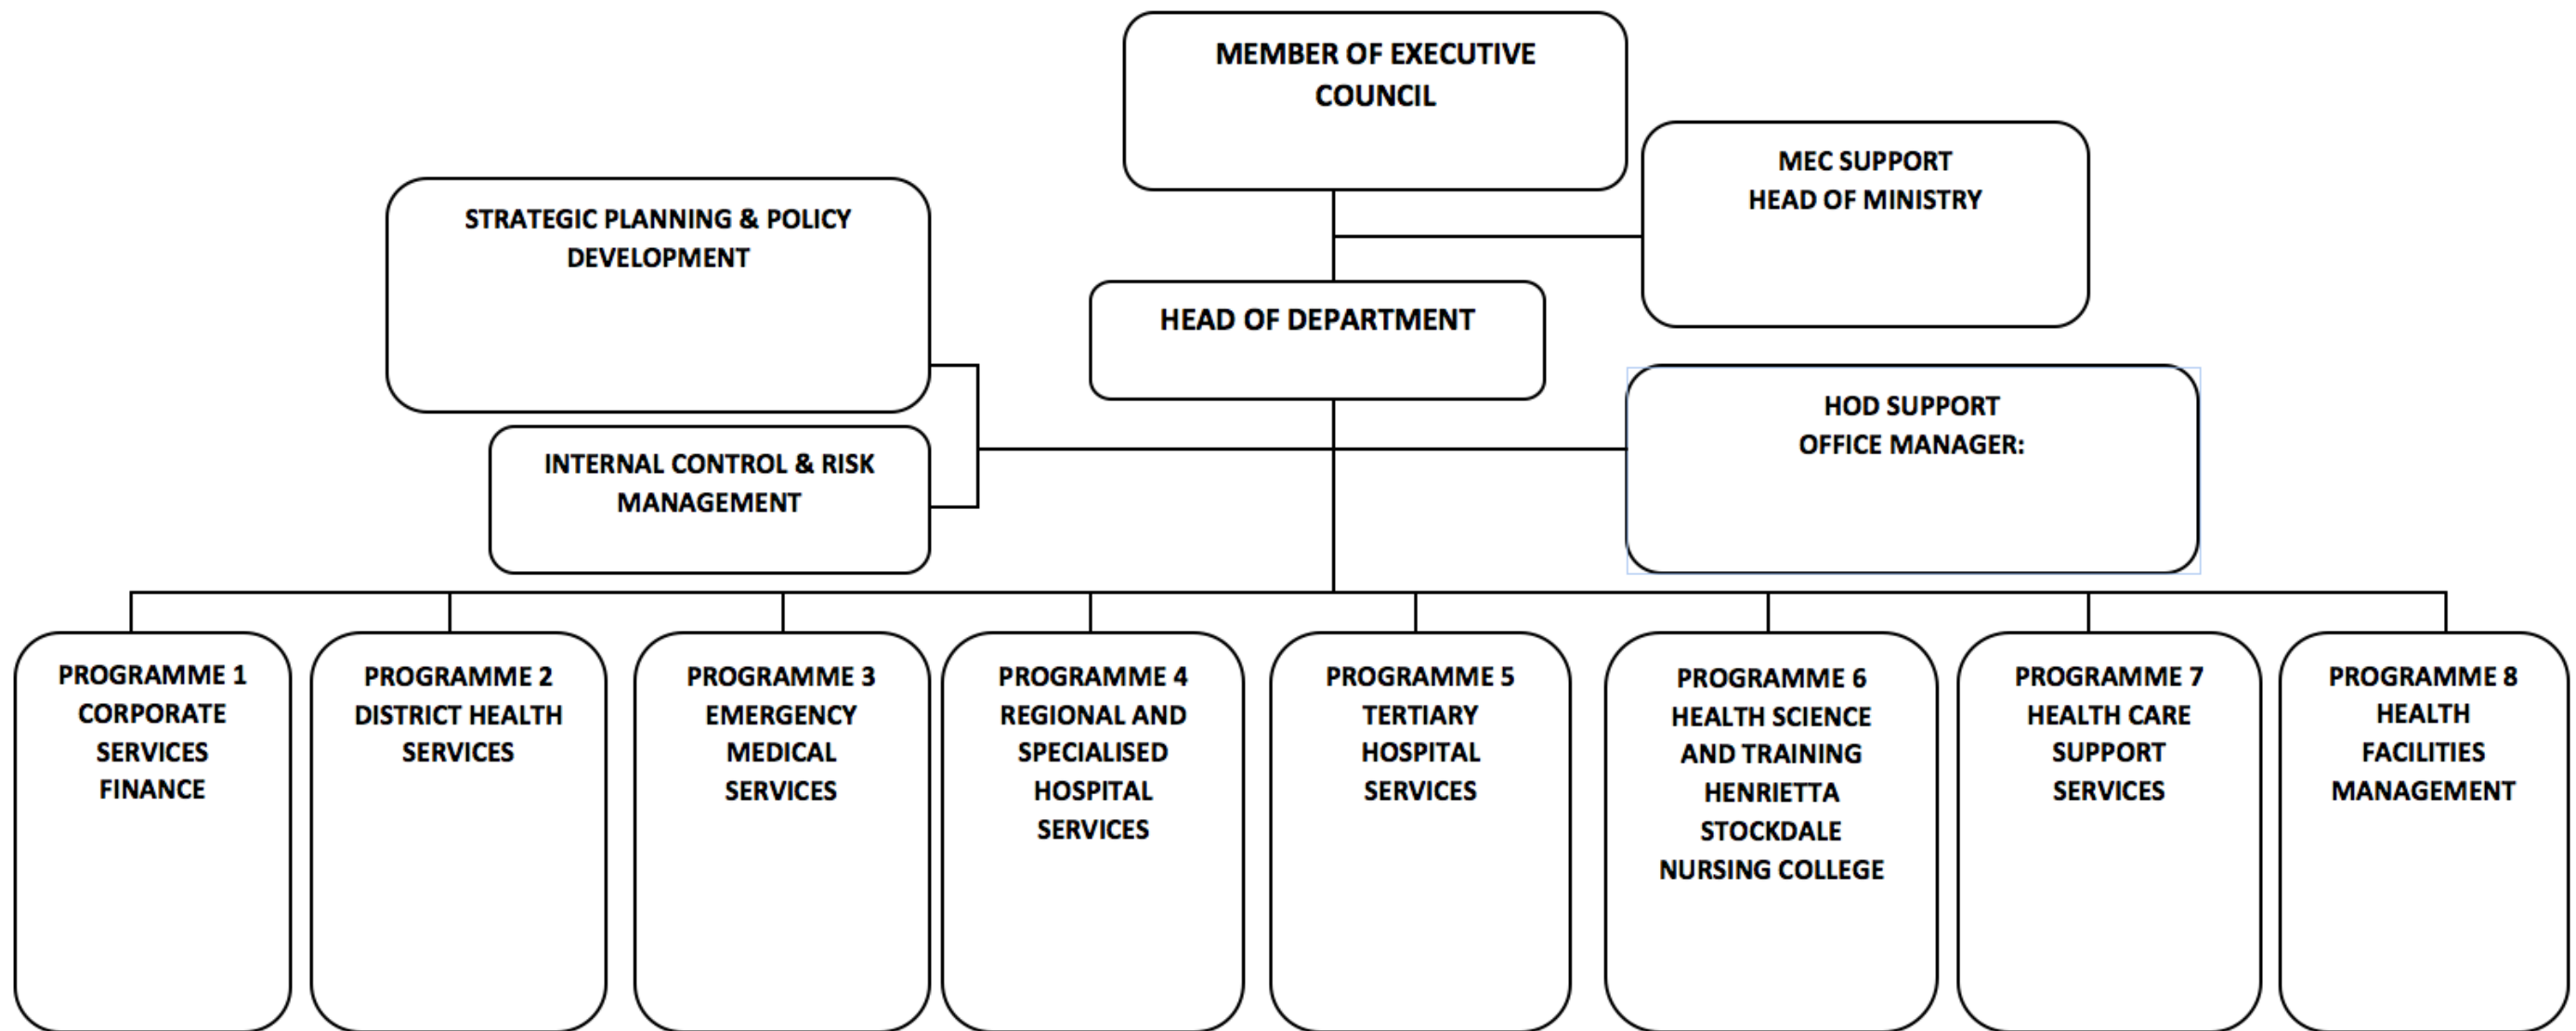 MEMBER OF EXECUTIVE
COUNCIL
MEC SUPPORT
HEAD OF MINISTRY
STRATEGIC PLANNING & POLICY
DEVELOPMENT
HEAD OF DEPARTMENT
HOD SUPPORT
OFFICE MANAGER:
INTERNAL CONTROL & RISK
MANAGEMENT
PROGRAMME 1
CORPORATE
SERVICES
FINANCE
PROGRAMME 2
DISTRICT HEALTH
SERVICES
PROGRAMME 3
EMERGENCY
MEDICAL
SERVICES
PROGRAMME 4
REGIONAL AND
SPECIALISED
HOSPITAL
SERVICES
PROGRAMME 5
TERTIARY
HOSPITAL
SERVICES
PROGRAMME 6
HEALTH SCIENCE
AND TRAINING
HENRIETTA
STOCKDALE
NURSING COLLEGE
PROGRAMME 7
HEALTH CARE
SUPPORT
SERVICES
PROGRAMME 8
HEALTH
FACILITIES
MANAGEMENT